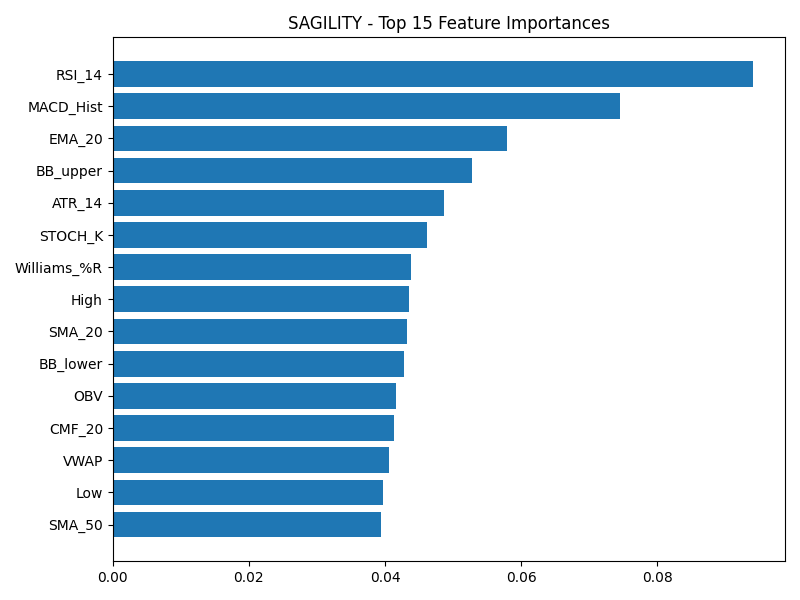 SAGILITY - Top 15 Feature Importances
RSI_14
MACD_Hist
EMA_20
BB_upper
ATR_14
STOCH_K
Williams_%R
High
SMA_20
BB_lower
OBV
CMF_20
VWAP
Low
SMA_50
0.00 0.02 0.04 0.06 0.08